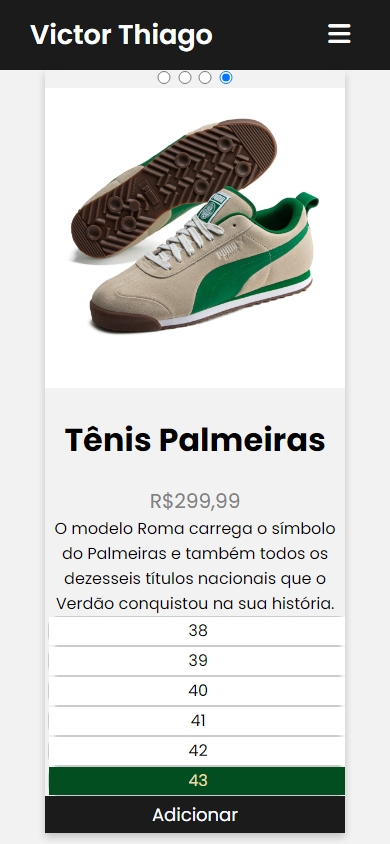 Victor Thiago
Tênis Palmeiras
R$299,99
O modelo Roma carrega o símbolo
do Palmeiras e também todos os
dezesseis títulos nacionais que o
Verdão conquistou na sua história.
38
39
40
41
42
43
Adicionar